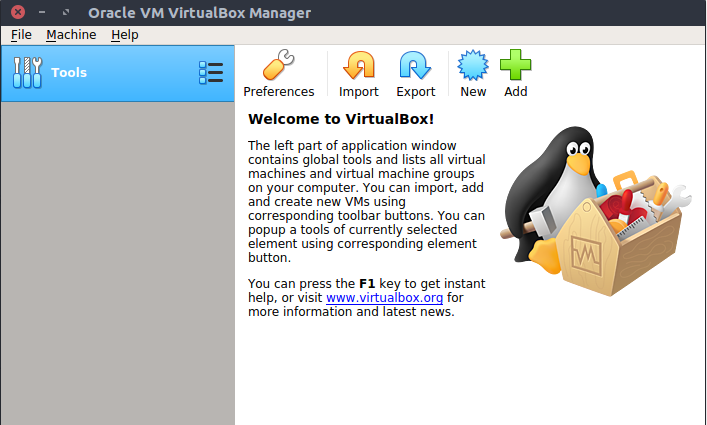 Oracle VM VirtualBox Manager
File Machine Help
Tools
Preferences Import Export New Add
Welcome to VirtualBox!
The left part of application window
contains global tools and lists all virtual
machines and virtual machine groups
on your computer. You can import, add
and create new VMs using
corresponding toolbar buttons. You can
popup a tools of currently selected
element using corresponding element
button.
You can press the F1 key to get instant
help, or visit www.virtualbox.org for
more information and latest news.